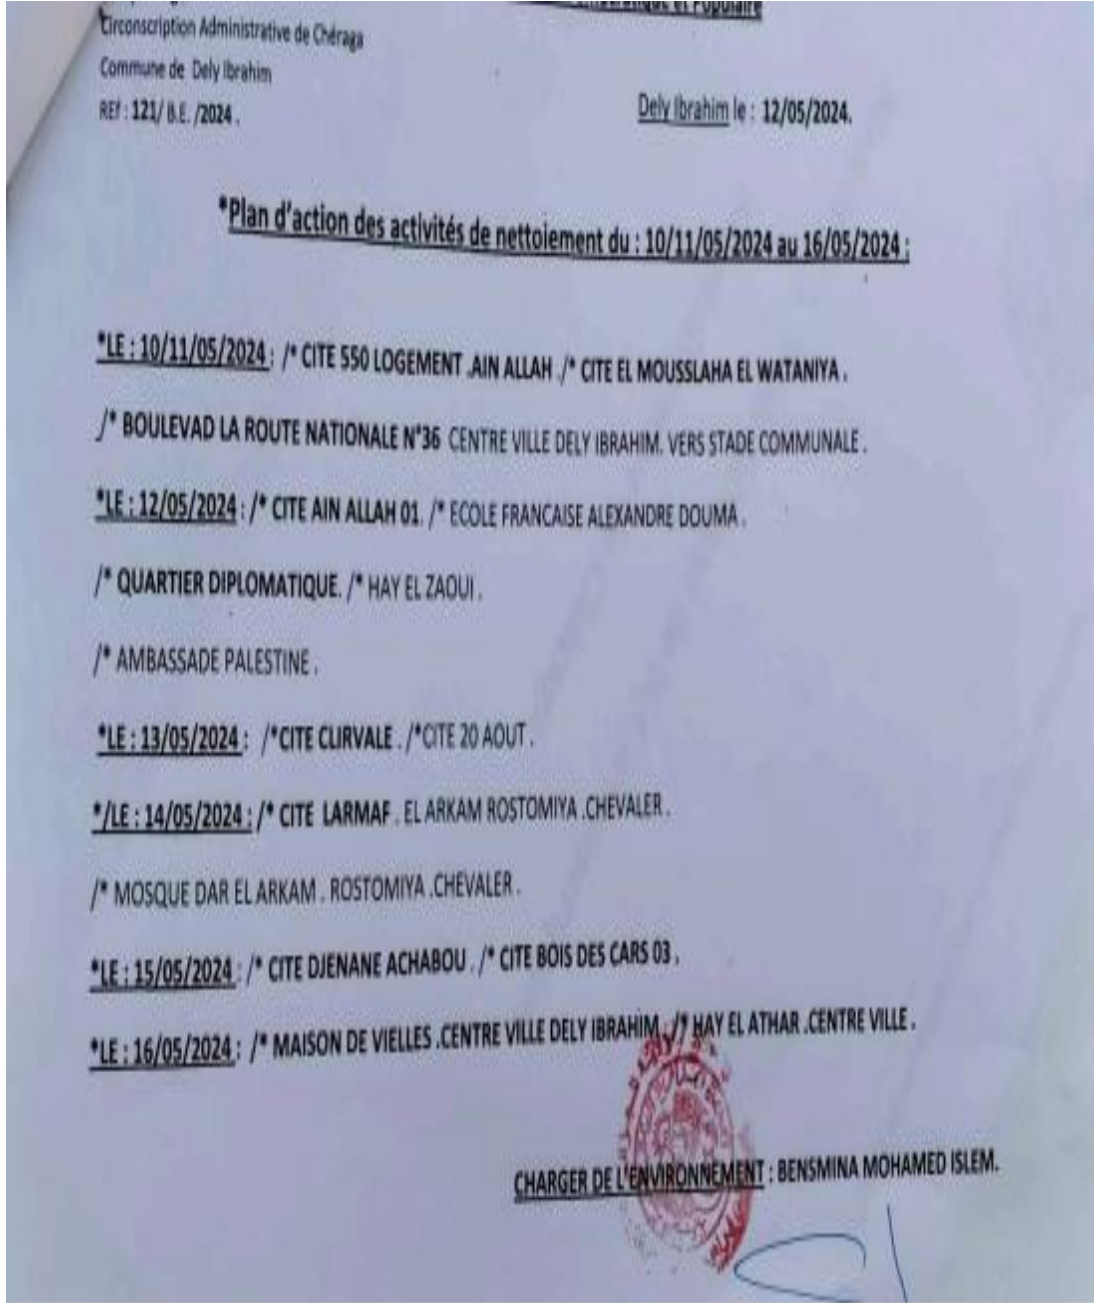 et Populaire
Circonscription Administrative de Chéraga
Commune de Dely Ibrahim
REf : 121/ B.E. /2024 .
Dely Ibrahim le : 12/05/2024.
*Plan d'action des activités de nettoiement du : 10/11/05/2024 au 16/05/2024 :
*LE : 10/11/05/2024 : /* CITE 550 LOGEMENT .AIN ALLAH ./* CITE EL MOUSSLAHA EL WATANIYA .
/* BOULEVAD LA ROUTE NATIONALE N°36 CENTRE VILLE DELY IBRAHIM. VERS STADE COMMUNALE .
*LE : 12/05/2024 : /* CITE AIN ALLAH 01. /* ECOLE FRANCAISE ALEXANDRE DOUMA .
/* QUARTIER DIPLOMATIQUE. /* HAY EL ZAOUI .
/* AMBASSADE PALESTINE .
*LE : 13/05/2024 : /*CITE CLIRVALE . /*CITE 20 AOUT .
*/LE : 14/05/2024 : /* CITE LARMAF . EL ARKAM ROSTOMIYA .CHEVALER .
/* MOSQUE DAR EL ARKAM . ROSTOMIYA .CHEVALER .
*LE : 15/05/2024 : /* CITE DJENANE ACHABOU . /* CITE BOIS DES CARS 03 .
*LE : 16/05/2024 : /* MAISON DE VIELLES .CENTRE VILLE DELY IBRAHIM . /* HAY EL ATHAR .CENTRE VILLE .
CHARGER DE L'ENVIRONNEMENT : BENSMINA MOHAMED ISLEM.